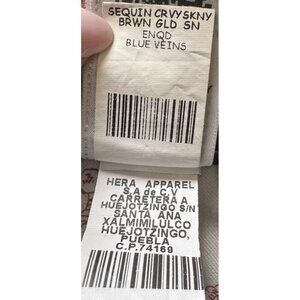 SEQUIN CRVYSKNY
BRWN GLD SN
ENQD
BLUE VEINS
HERA APPAREL
S.A de C.V
CARRETERA A
HUEJOTZINGO S/N
SANTA ANA
XALMIMILULCO
HUEJOTZINGO,
PUEBLA
C.P.74169